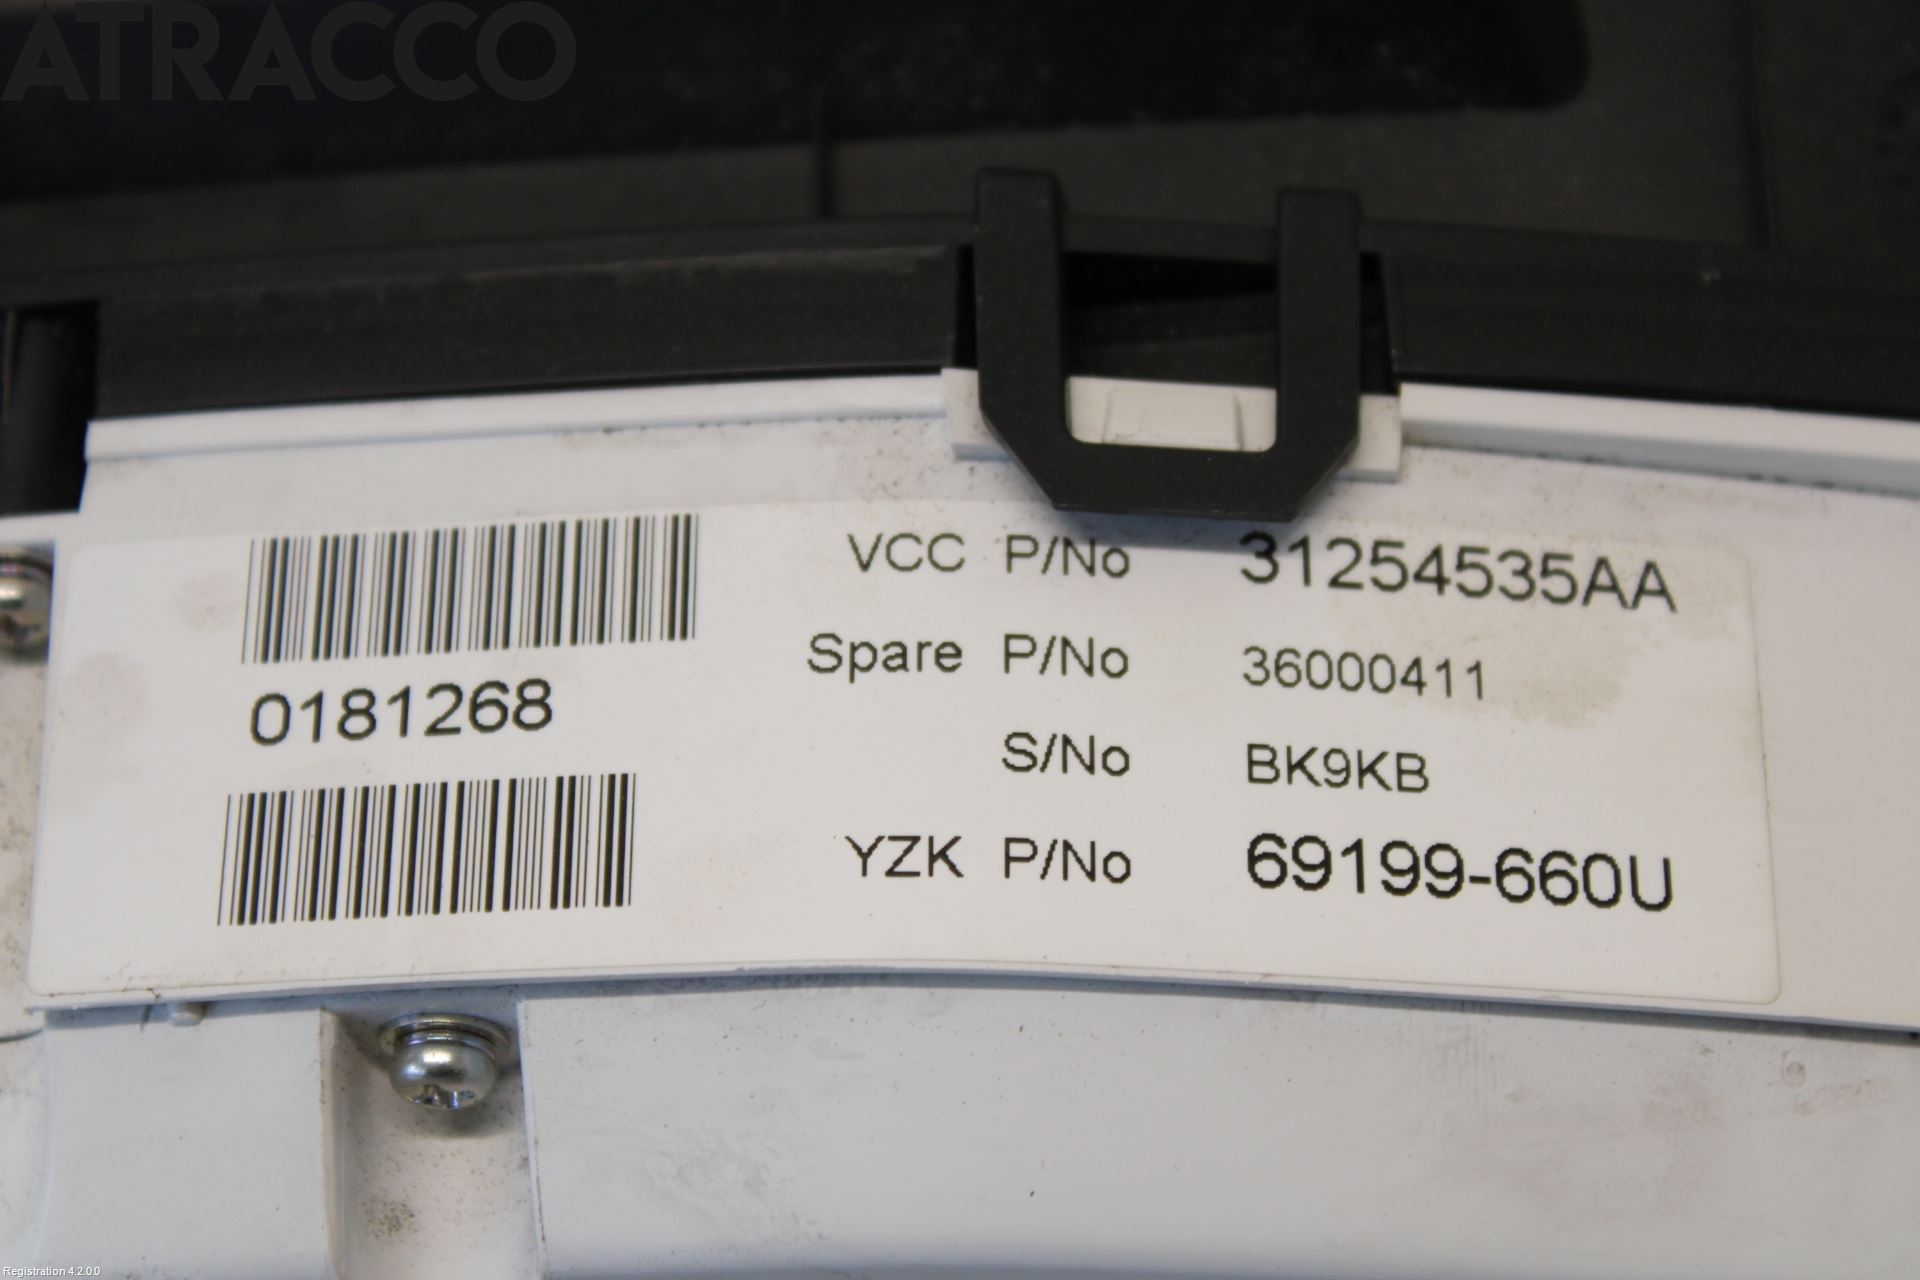 ATRACCO
VCC P/No 31254535AA
Spare P/No 36000411
0181268
S/No BK9KB
YZK P/No 69199-660U
Registration 4.2.0.0